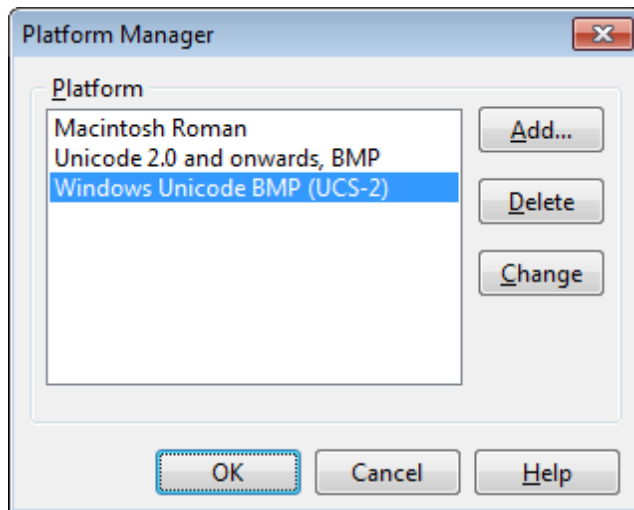 Platform Manager
Platform
Macintosh Roman
Unicode 2.0 and onwards, BMP
Windows Unicode BMP (UCS-2)
Add...
Delete
Change
OK
Cancel
Help